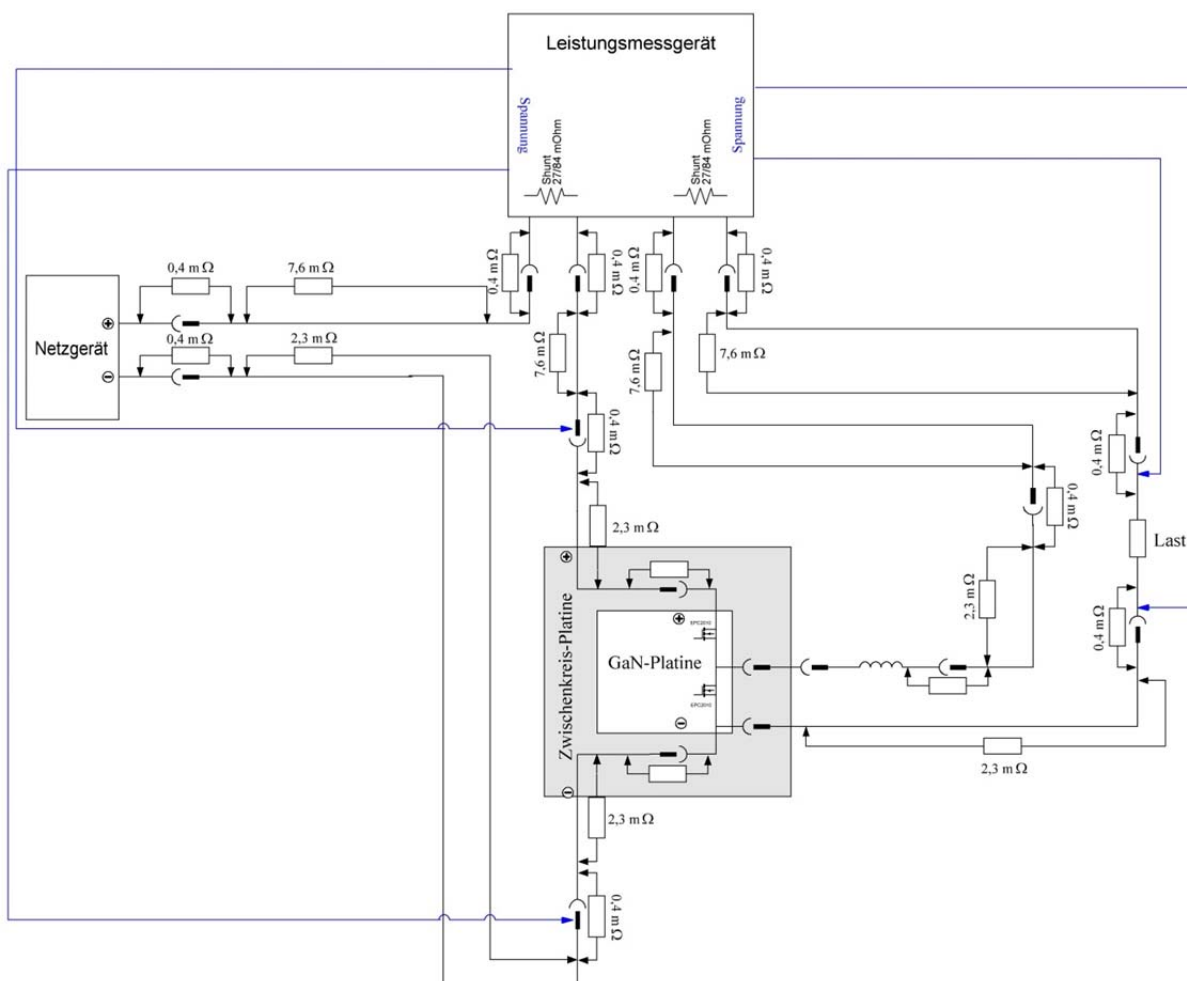 Leistungsmessgerät
Spannung
Spannung
Shunt
27/84 mOhm
Shunt
27/84 mOhm
0,4 m Ω
7,6 m Ω
0,4 m Ω
0,4 m Ω
0,4 m Ω
0,4 m Ω
Netzgerät
⊕
⊖
0,4 m Ω
2,3 m Ω
7,6 m Ω
7,6 m Ω
7,6 m Ω
0,4 m Ω
0,4 m Ω
0,4 m Ω
2,3 m Ω
Last
Zwischenkreis-Platine
⊕
⊕
EPC2010
GaN-Platine
EPC2010
⊖
⊖
2,3 m Ω
0,4 m Ω
2,3 m Ω
2,3 m Ω
0,4 m Ω